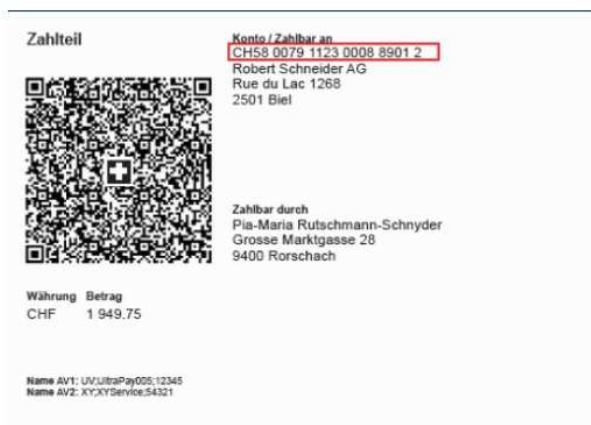 Zahlteil
Konto / Zahlbar an
CH58 0079 1123 0008 8901 2
Robert Schneider AG
Rue du Lac 1268
2501 Biel
Zahlbar durch
Pia-Maria Rutschmann-Schnyder
Grosse Marktgasse 28
9400 Rorschach
Währung Betrag
CHF 1 949.75
Name AV1: UV;UltraPay005;12345
Name AV2: XY;XYService;54321